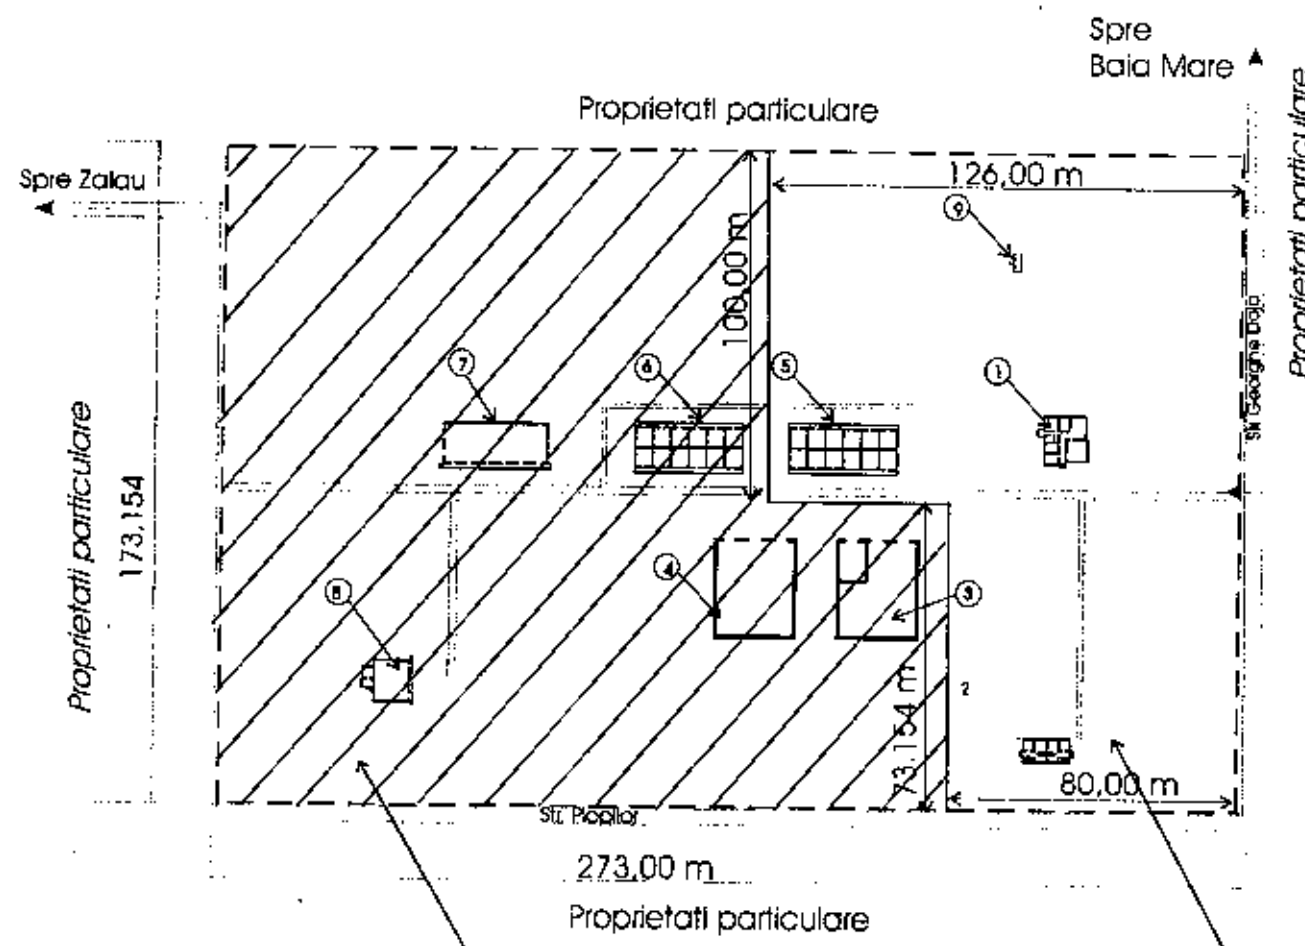 Spre
Baia Mare
Proprietati particulare
Proprietati particulare
Spre Zalau
126,00 m
9
100,00 m
7
6
5
1
Str. Gheorghe Doja
Proprietati particulare
173,154
8
4
3
2
73,154 m
80,00 m
Str. Plopilor
273,00 m
Proprietati particulare